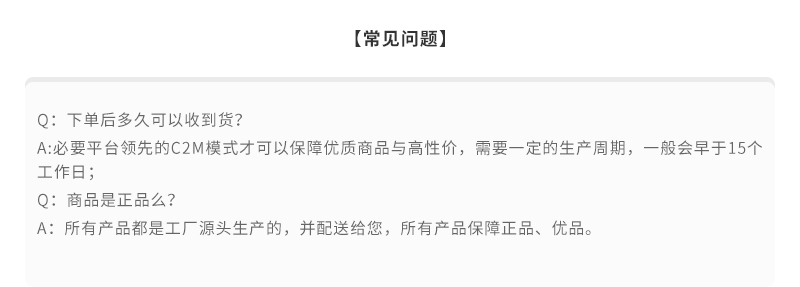 【常见问题】
Q：下单后多久可以收到货？
A:必要平台领先的C2M模式才可以保障优质商品与高性价，需要一定的生产周期，一般会早于15个
工作日；
Q：商品是正品么？
A：所有产品都是工厂源头生产的，并配送给您，所有产品保障正品、优品。